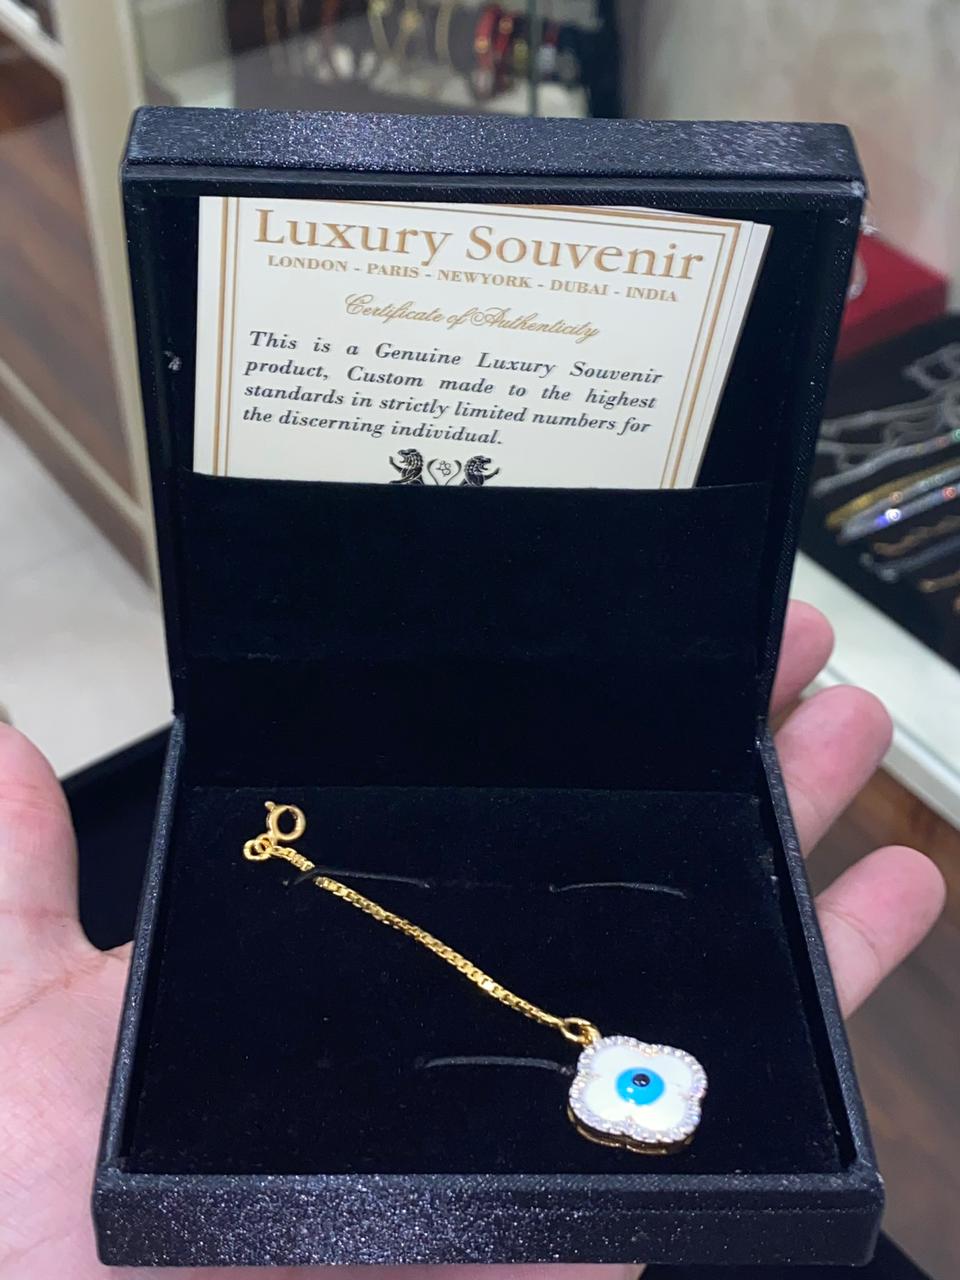 Luxury Souvenir
LONDON - PARIS - NEWYORK - DUBAI - INDIA
Certificate of Authenticity
This is a Genuine Luxury Souvenir
product, Custom made to the highest
standards in strictly limited numbers for
the discerning individual.